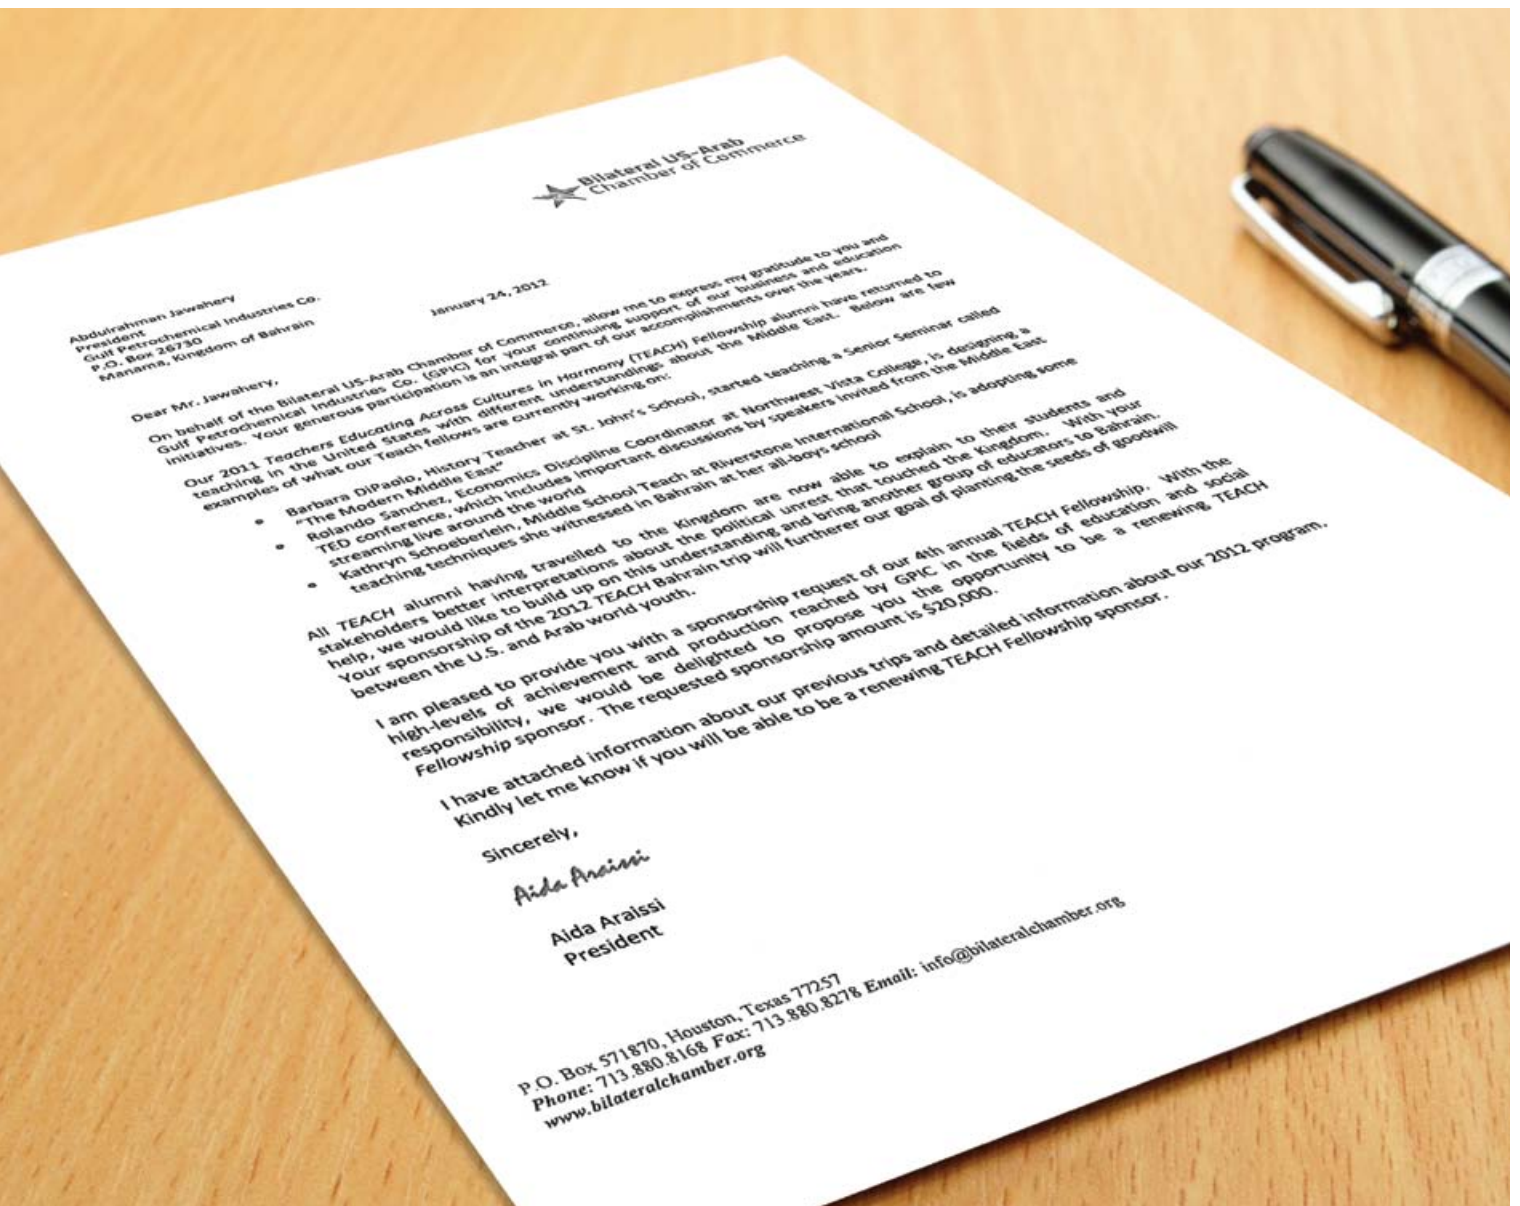 Bilateral US-Arab
Chamber of Commerce
January 24, 2012
Abdulrahman Jawahery
President
Gulf Petrochemical Industries Co.
P.O. Box 26730
Manama, Kingdom of Bahrain
Dear Mr. Jawahery,
On behalf of the Bilateral US-Arab Chamber of Commerce, allow me to express my gratitude to you and
Gulf Petrochemical Industries Co. (GPIC) for your continuing support of our business and education
initiatives. Your generous participation is an integral part of our accomplishments over the years.
Our 2011 Teachers Educating Across Cultures in Harmony (TEACH) Fellowship alumni have returned to
teaching in the United States with different understandings about the Middle East. Below are few
examples of what our Teach fellows are currently working on:
• Barbara DiPaolo, History Teacher at St. John's School, started teaching a Senior Seminar called
"The Modern Middle East"
• Rolando Sanchez, Economics Discipline Coordinator at Northwest Vista College, is designing a
TED conference, which includes important discussions by speakers invited from the Middle East
streaming live around the world
• Kathryn Schoeberlein, Middle School Teach at Riverstone International School, is adopting some
teaching techniques she witnessed in Bahrain at her all-boys school
All TEACH alumni having travelled to the Kingdom are now able to explain to their students and
stakeholders better interpretations about the political unrest that touched the Kingdom. With your
help, we would like to build up on this understanding and bring another group of educators to Bahrain.
Your sponsorship of the 2012 TEACH Bahrain trip will furtherer our goal of planting the seeds of goodwill
between the U.S. and Arab world youth.
I am pleased to provide you with a sponsorship request of our 4th annual TEACH Fellowship. With the
high-levels of achievement and production reached by GPIC in the fields of education and social
responsibility, we would be delighted to propose you the opportunity to be a renewing TEACH
Fellowship sponsor. The requested sponsorship amount is $20,000.
I have attached information about our previous trips and detailed information about our 2012 program.
Kindly let me know if you will be able to be a renewing TEACH Fellowship sponsor.
Sincerely,
Aida Araissi
Aida Araissi
President
P.O. Box 571870, Houston, Texas 77257
Phone: 713.880.8168 Fax: 713.880.8278 Email: info@bilateralchamber.org
www.bilateralchamber.org